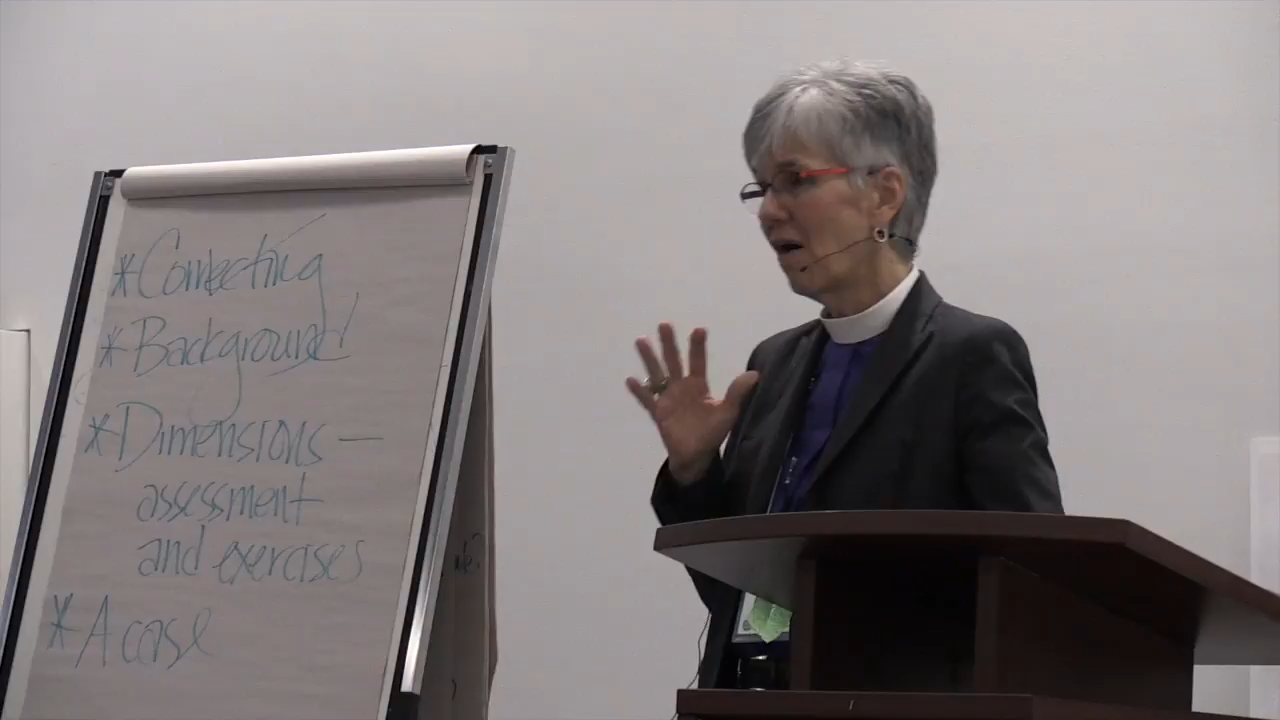 * Connecting
* Background
* Dimensions —
assessment
and exercises
* A case